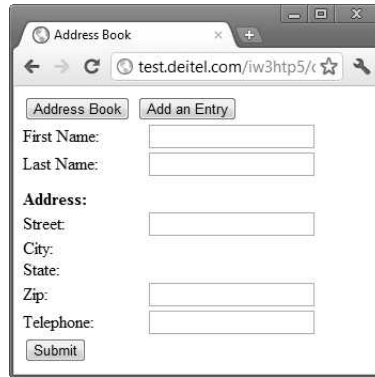 Address Book
test.deitel.com/iw3htp5/
Address Book Add an Entry
First Name:
Last Name:
Address:
Street:
City:
State:
Zip:
Telephone:
Submit